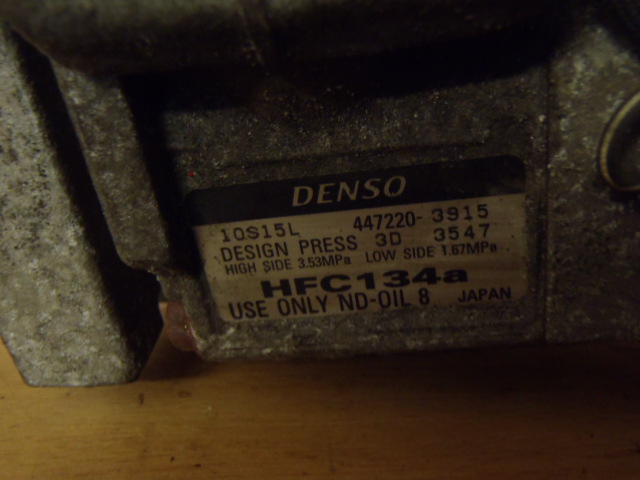 DENSO
10S15L 447220-3915
DESIGN PRESS 3D 3547
HIGH SIDE 3.53MPa LOW SIDE 1.67MPa
HFC134a
USE ONLY ND-OIL 8 JAPAN